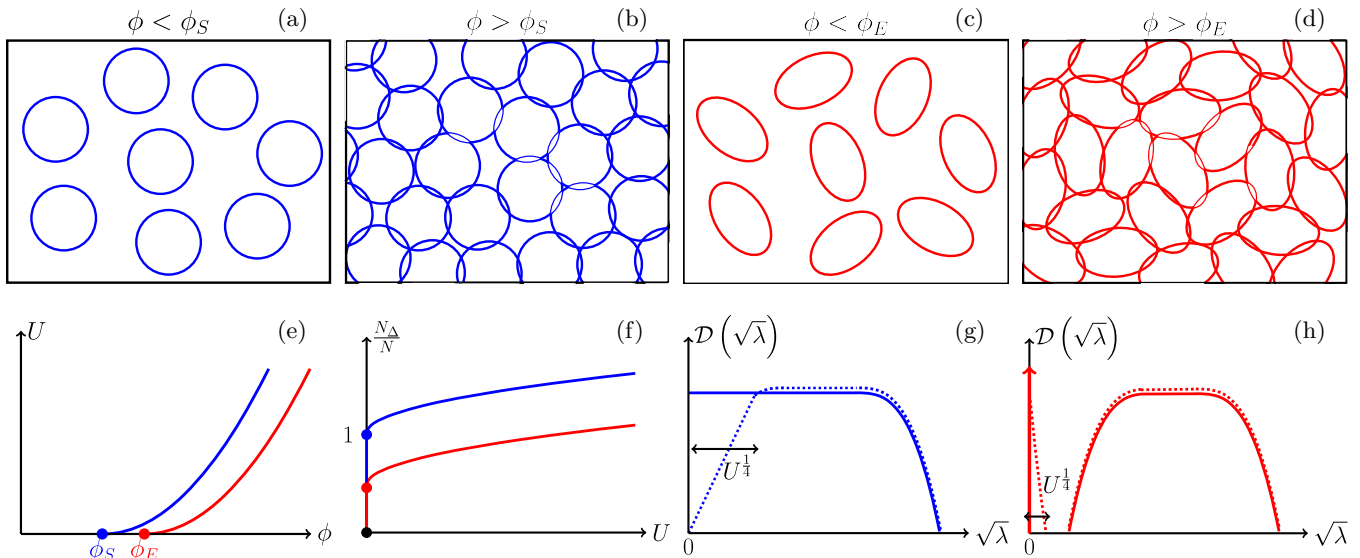 ϕ < ϕ_S (a)
ϕ > ϕ_S (b)
ϕ < ϕ_E (c)
ϕ > ϕ_E (d)
U (e)
ϕ
ϕ_S ϕ_E
N_Δ/N (f)
1
U
𝒟(√λ) (g)
U^{1/4}
0 √λ
𝒟(√λ) (h)
U^{1/4}
0 √λ